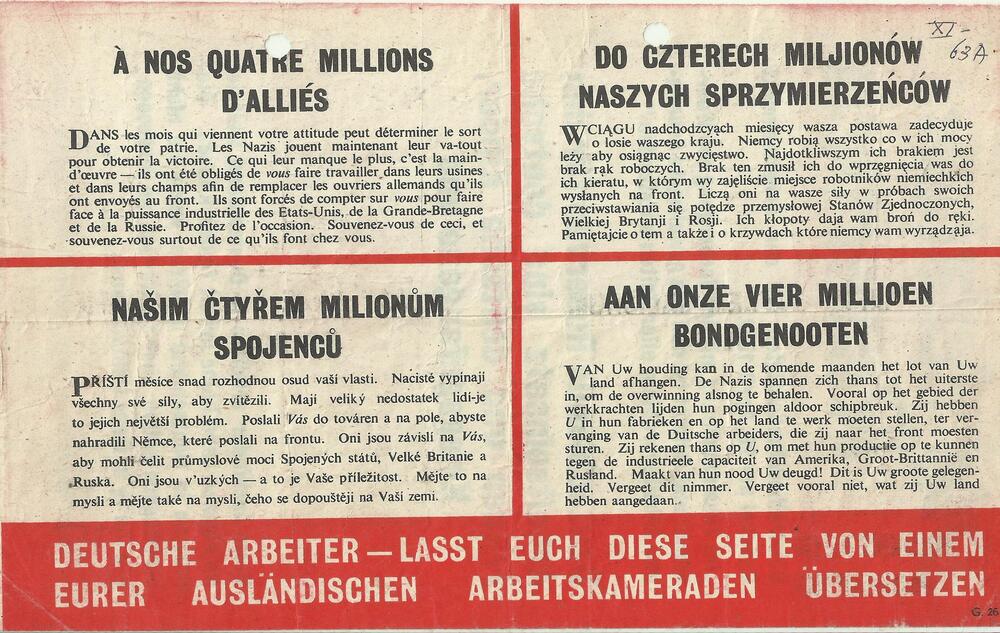 À NOS QUATRE MILLIONS
D'ALLIÉS
DANS les mois qui viennent votre attitude peut déterminer le sort
de votre patrie. Les Nazis jouent maintenant leur va-tout
pour obtenir la victoire. Ce qui leur manque le plus, c'est la main-
d'œuvre — ils ont été obligés de vous faire travailler dans leurs usines
et dans leurs champs afin de remplacer les ouvriers allemands qu'ils
ont envoyés au front. Ils sont forcés de compter sur vous pour faire
face à la puissance industrielle des Etats-Unis, de la Grande-Bretagne
et de la Russie. Profitez de l'occasion. Souvenez-vous de ceci, et
souvenez-vous surtout de ce qu'ils font chez vous.
XI-
63A.
DO CZTERECH MILJIONÓW
NASZYCH SPRZYMIERZEŃCÓW
WCIĄGU nadchodzcyąch miesięcy wasza postawa zadecyduje
o losie waszego kraju. Niemcy robią wszystko co w ich mocy
leży aby osiągnąc zwycięstwo. Najdotkliwszym ich brakiem jest
brak rąk roboczych. Brak ten zmusił ich do wprzęgniecia was do
ich kieratu, w którym wy zajęliście miejsce robotników niemiechkich
wysłanych na front. Liczą oni na wasze siły w próbach swoich
przeciwstawiania się potędze przemysłowej Stanów Zjednoczonych,
Wielkiej Brytanji i Rosji. Ich kłopoty daja wam broń do ręki.
Pamiętajcie o tem a także i o krzywdach które niemcy wam wyrządzają.
NAŠIM ČTYŘEM MILIONŮM
SPOJENCŮ
PŘÍŠTÍ měsíce snad rozhodnou osud vaší vlasti. Nacisté vypínají
všechny své síly, aby zvítězili. Mají veliký nedostatek lidí-je
to jejich největší problém. Poslali Vás do továren a na pole, abyste
nahradili Němce, které poslali na frontu. Oni jsou závislí na Vás,
aby mohli čelit průmyslové moci Spojených států, Velké Britanie a
Ruska. Oni jsou v'uzkých — a to je Vaše příležitost. Mějte to na
mysli a mějte také na mysli, čeho se dopouštějí na Vaší zemi.
AAN ONZE VIER MILLIOEN
BONDGENOOTEN
VAN Uw houding kan in de komende maanden het lot van Uw
land afhangen. De Nazis spannen zich thans tot het uiterste
in, om de overwinning alsnog te behalen. Vooral op het gebied der
werkkrachten lijden hun pogingen aldoor schipbreuk. Zij hebben
U in hun fabrieken en op het land te werk moeten stellen, ter ver-
vanging van de Duitsche arbeiders, die zij naar het front moesten
sturen. Zij rekenen thans op U, om met hun productie op te kunnen
tegen de industrieele capaciteit van Amerika, Groot-Brittannië en
Rusland. Maakt van hun nood Uw deugd! Dit is Uw groote gelegen-
heid. Vergeet dit nimmer. Vergeet vooral niet, wat zij Uw land
hebben aangedaan.
DEUTSCHE ARBEITER — LASST EUCH DIESE SEITE VON EINEM
EURER AUSLÄNDISCHEN ARBEITSKAMERADEN ÜBERSETZEN
G. 26